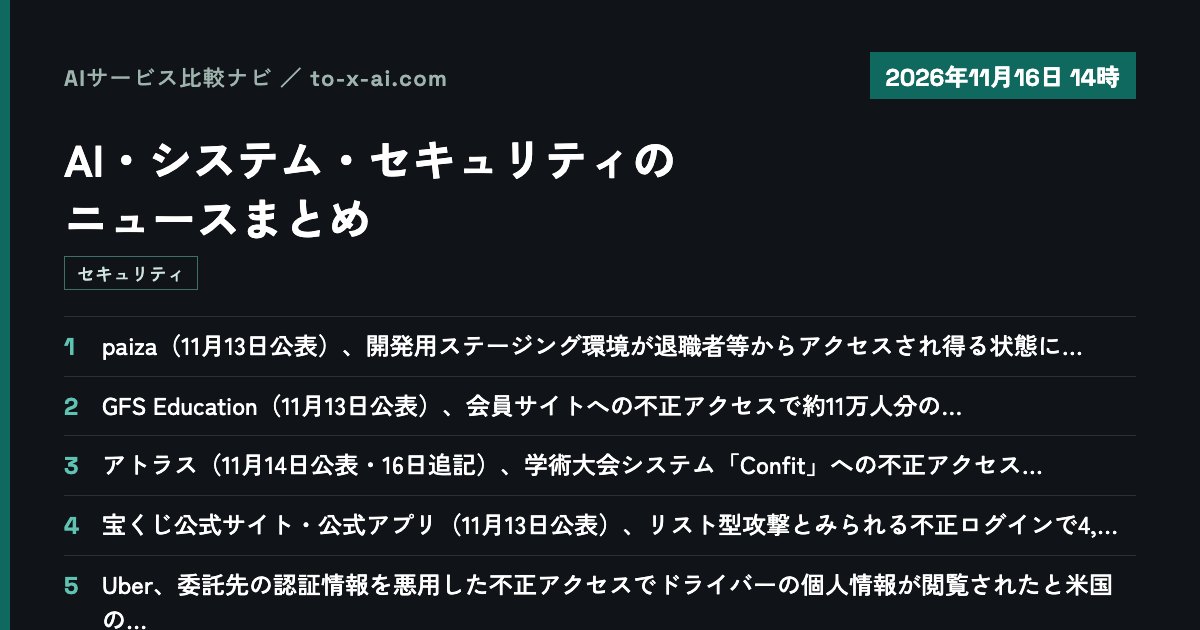 AIサービス比較ナビ ／ to-x-ai.com
2026年11月16日 14時
AI・システム・セキュリティの
ニュースまとめ
セキュリティ
1 paiza（11月13日公表）、開発用ステージング環境が退職者等からアクセスされ得る状態に…
2 GFS Education（11月13日公表）、会員サイトへの不正アクセスで約11万人分の…
3 アトラス（11月14日公表・16日追記）、学術大会システム「Confit」への不正アクセス…
4 宝くじ公式サイト・公式アプリ（11月13日公表）、リスト型攻撃とみられる不正ログインで4,…
5 Uber、委託先の認証情報を悪用した不正アクセスでドライバーの個人情報が閲覧されたと米国
の…